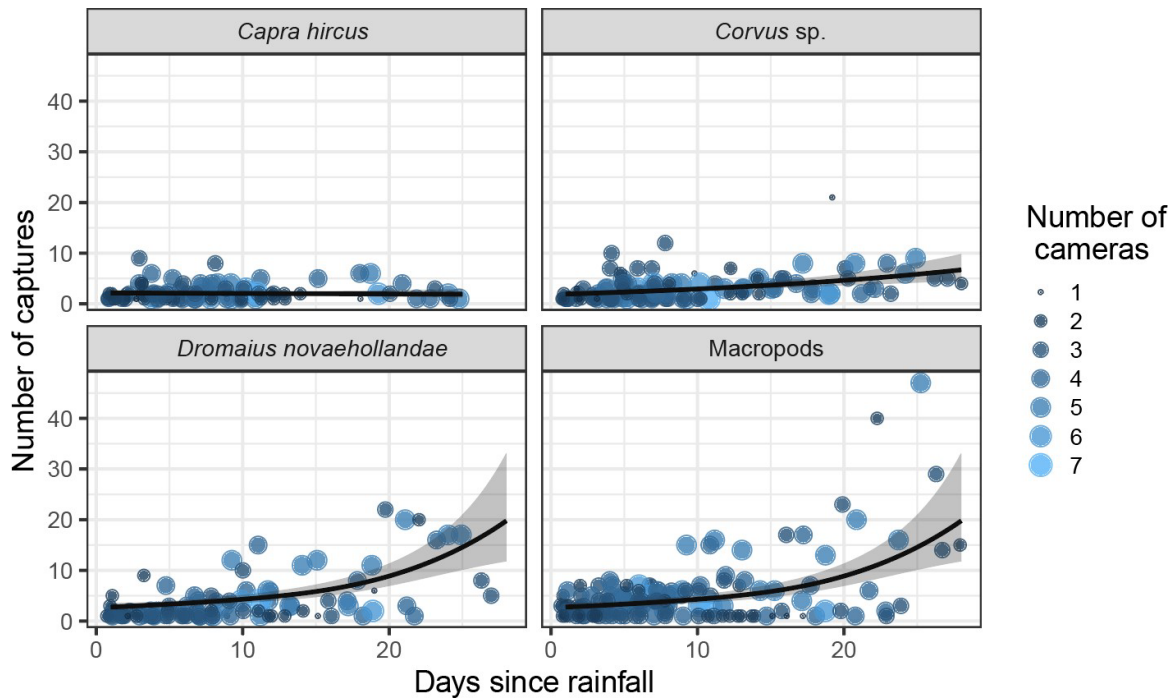 Capra hircus
Corvus sp.
40
30
20
10
0
Dromaius novaehollandae
Macropods
40
30
20
10
0
0
10
20
0
10
20
Days since rainfall
Number of captures
Number of
cameras
1
2
3
4
5
6
7